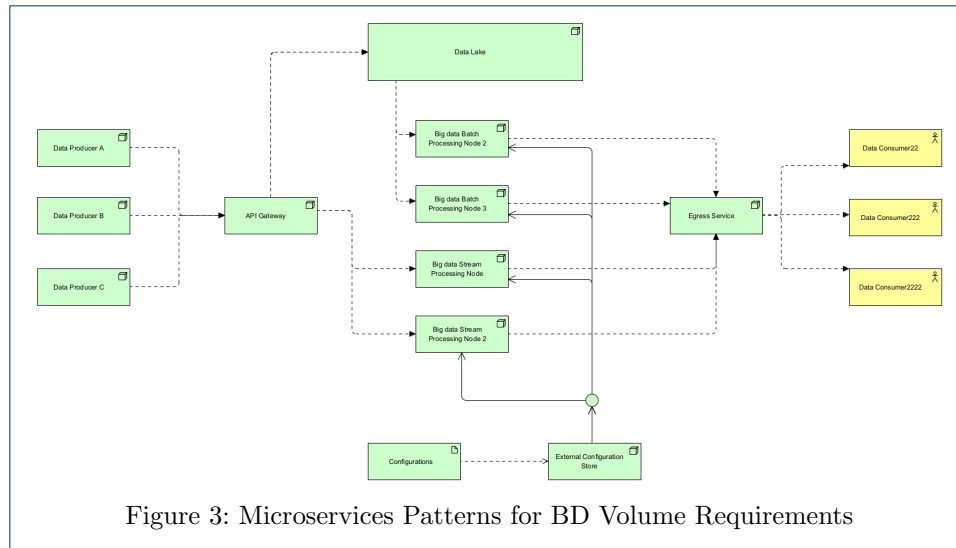 Data Lake
Big data Batch
Processing Node 2
Data Producer A
Data Consumer22
Big data Batch
Processing Node 3
Data Producer B
API Gateway
Egress Service
Data Consumer222
Big data Stream
Processing Node
Data Producer C
Data Consumer2222
Big data Stream
Processing Node 2
Configurations
External Configuration
Store
Figure 3: Microservices Patterns for BD Volume Requirements